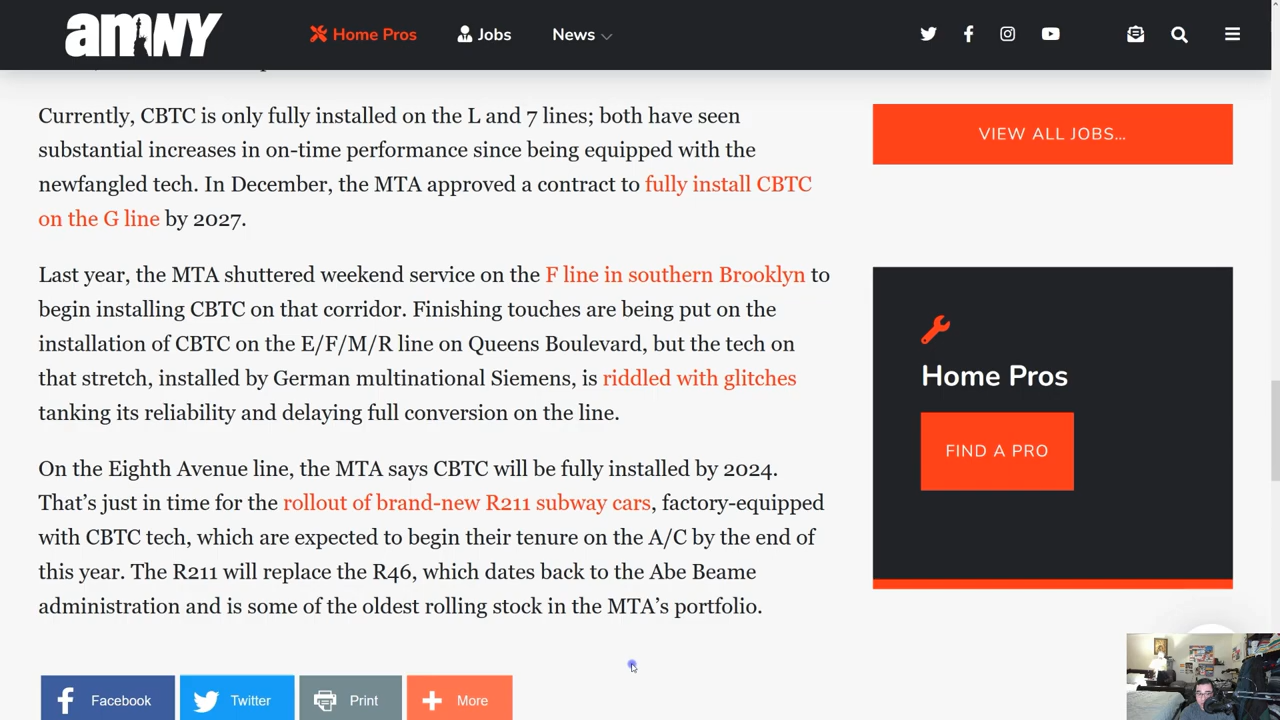 amNY
Home Pros
Jobs
News
Currently, CBTC is only fully installed on the L and 7 lines; both have seen
substantial increases in on-time performance since being equipped with the
newfangled tech. In December, the MTA approved a contract to fully install CBTC
on the G line by 2027.
Last year, the MTA shuttered weekend service on the F line in southern Brooklyn to
begin installing CBTC on that corridor. Finishing touches are being put on the
installation of CBTC on the E/F/M/R line on Queens Boulevard, but the tech on
that stretch, installed by German multinational Siemens, is riddled with glitches
tanking its reliability and delaying full conversion on the line.
On the Eighth Avenue line, the MTA says CBTC will be fully installed by 2024.
That’s just in time for the rollout of brand-new R211 subway cars, factory-equipped
with CBTC tech, which are expected to begin their tenure on the A/C by the end of
this year. The R211 will replace the R46, which dates back to the Abe Beame
administration and is some of the oldest rolling stock in the MTA’s portfolio.
Facebook
Twitter
Print
More
VIEW ALL JOBS…
Home Pros
FIND A PRO